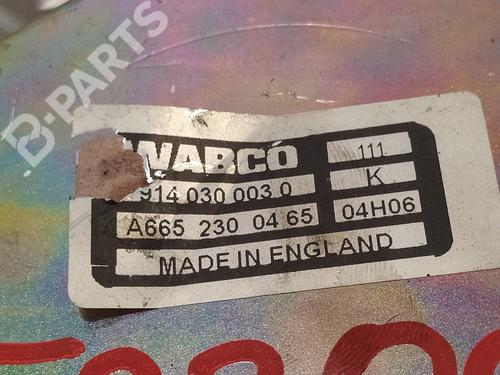 B-PARTS
WABCO 111
914 030 003 0 K
A665 230 04 65 04H06
MADE IN ENGLAND